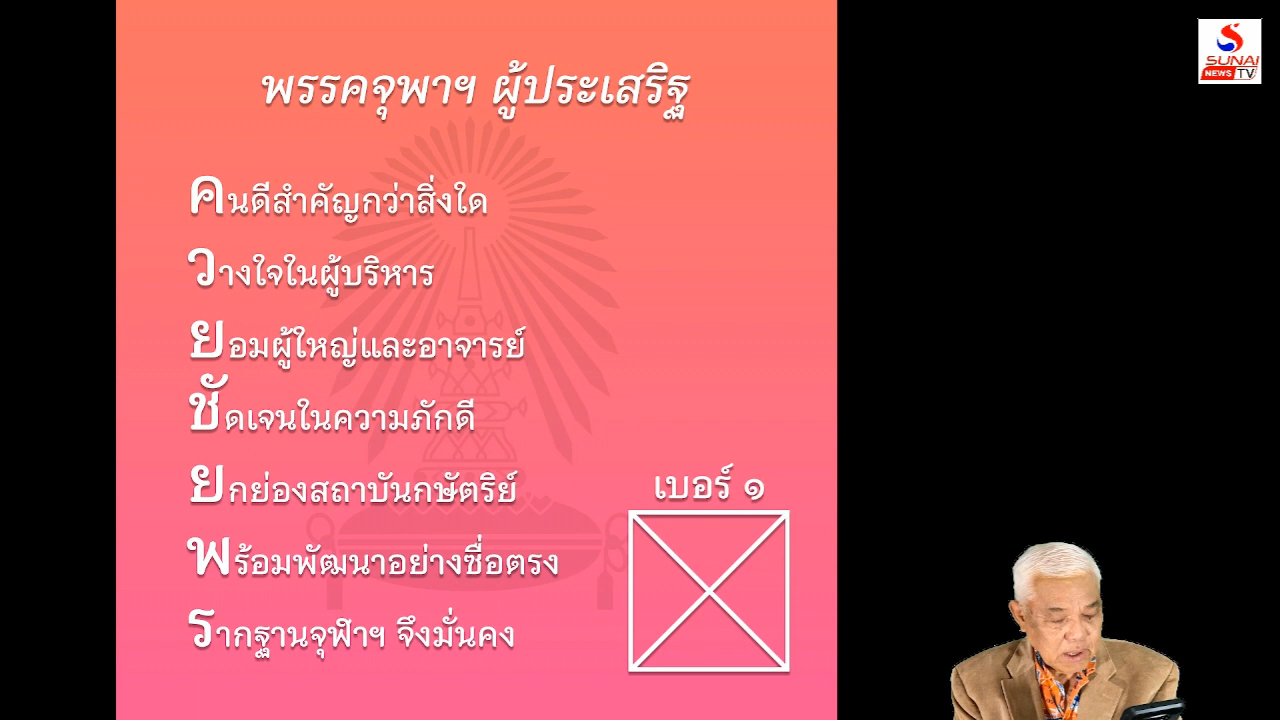 พรรคจุพาฯ ผู้ประเสริฐ
คนดีสำคัญกว่าสิ่งใด
วางใจในผู้บริหาร
ยอมผู้ใหญ่และอาจารย์
ชัดเจนในความภักดี
ยกย่องสถาบันกษัตริย์
พร้อมพัฒนาอย่างซื่อตรง
รากฐานจุฬาฯ จึงมั่นคง
เบอร์ ๑
SUNAI
NEWS TV